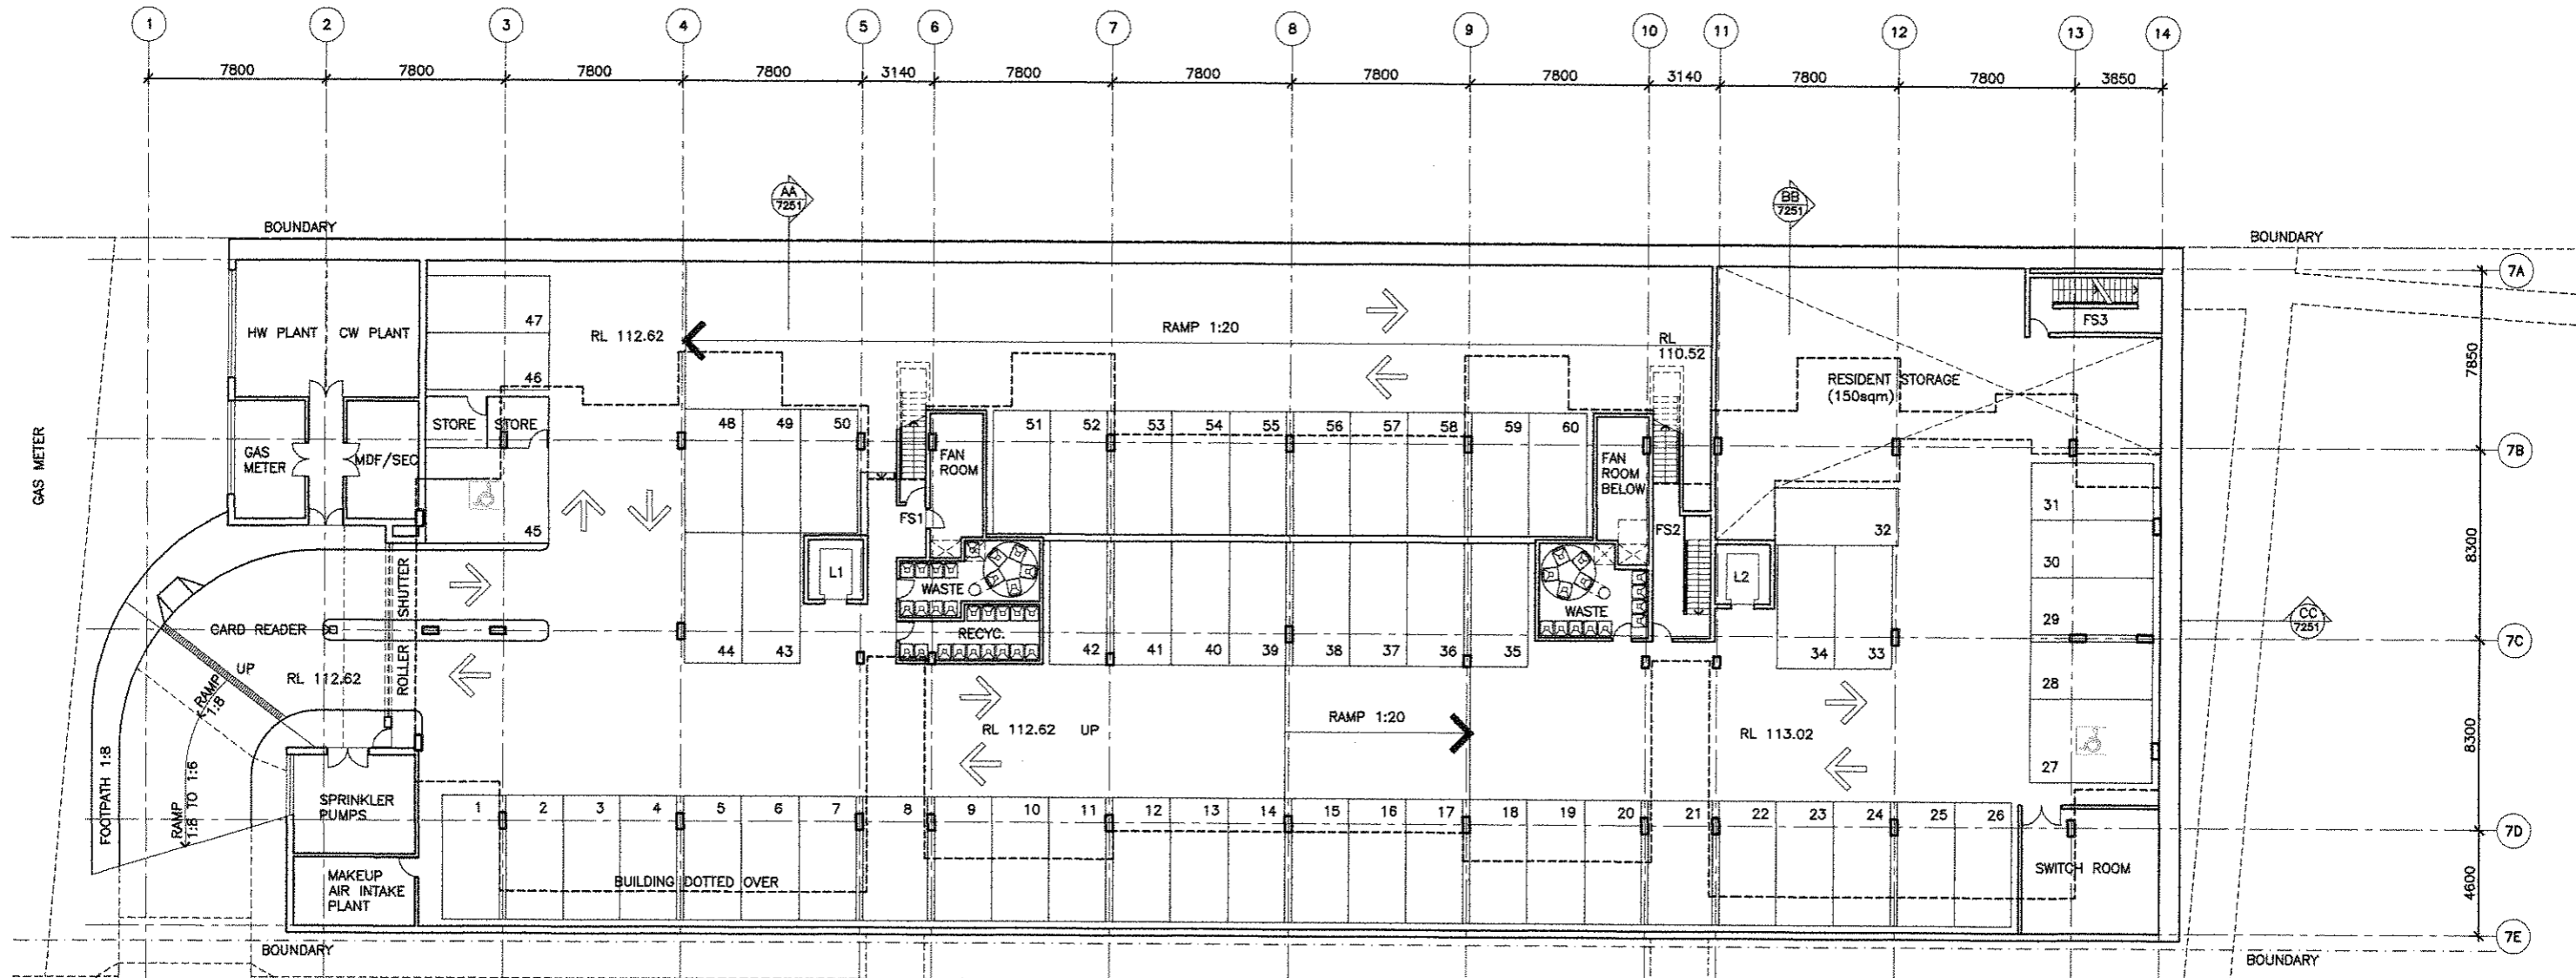 1 2 3 4 5 6 7 8 9 10 11 12 13 14
7800 7800 7800 7800 3140 7800 7800 7800 7800 3140 7800 7800 3850
AA
7251
BB
7251
BOUNDARY
BOUNDARY
7A
HW PLANT
CW PLANT
47
46
RL 112.62
RAMP 1:20
RL
110.52
FS3
7850
RESIDENT STORAGE
(150sqm)
GAS METER
STORE
STORE
48 49 50
51 52 53 54 55 56 57 58 59 60
7B
GAS
METER
MDF/SEC
FAN
ROOM
FAN
ROOM
BELOW
31
45
FS1
FS2
32
8300
30
L1
L2
WASTE
WASTE
29
CC
7251
ROLLER SHUTTER
CARD READER
RECYC.
7C
44 43
42 41 40 39 38 37 36 35
34 33
UP
RL 112.62
RAMP
1:8
28
RL 112.62 UP
RAMP 1:20
RL 113.02
8300
27
FOOTPATH 1:8
RAMP
1:8 TO 1:6
SPRINKLER
PUMPS
1 2 3 4 5 6 7 8 9 10 11 12 13 14 15 16 17 18 19 20 21 22 23 24 25 26
7D
MAKEUP
AIR INTAKE
PLANT
BUILDING DOTTED OVER
SWITCH ROOM
4600
7E
BOUNDARY
BOUNDARY